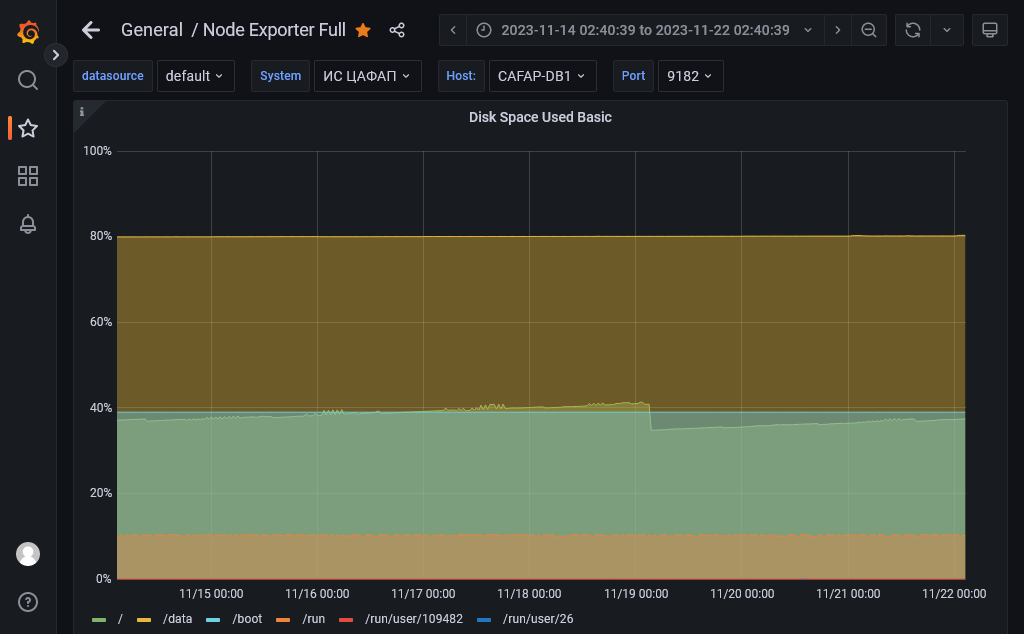 General / Node Exporter Full
2023-11-14 02:40:39 to 2023-11-22 02:40:39
datasource default System ИС ЦАФАП Host: CAFAP-DB1 Port 9182
i
Disk Space Used Basic
100%
80%
60%
40%
20%
0%
11/15 00:00 11/16 00:00 11/17 00:00 11/18 00:00 11/19 00:00 11/20 00:00 11/21 00:00 11/22 00:00
/ /data /boot /run /run/user/109482 /run/user/26
?